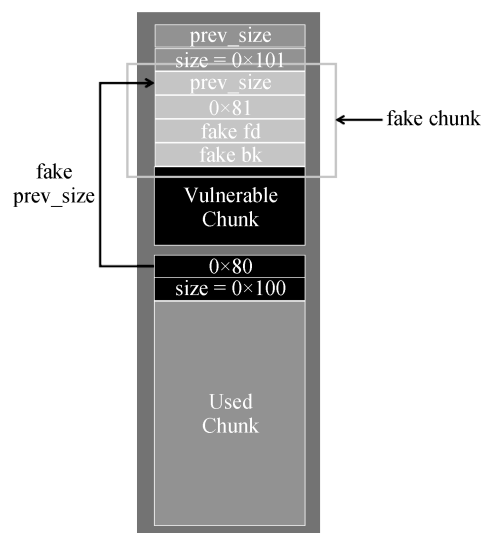 prev_size
size = 0×101
prev_size
0×81
fake fd
fake bk
fake chunk
fake
prev_size
Vulnerable
Chunk
0×80
size = 0×100
Used
Chunk